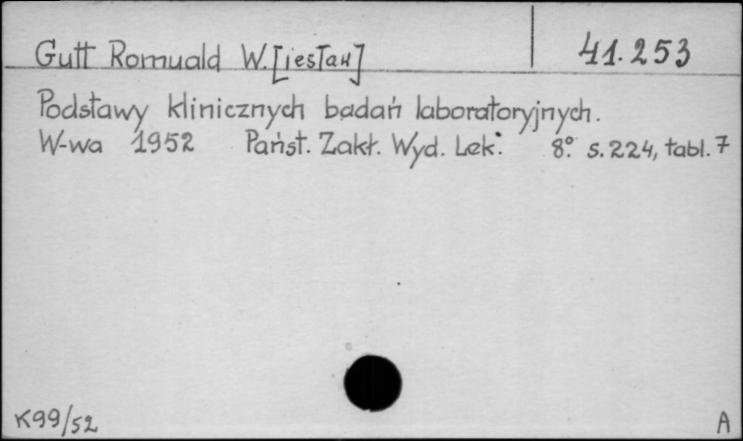 Gutt Romuald W.[iesław] 41.253
Podstawy klinicznych badań laboratoryjnych.
W-wa 1952 Państ. Zakł. Wyd. Lek. 8° s.224, tabl.7
K99/52 A